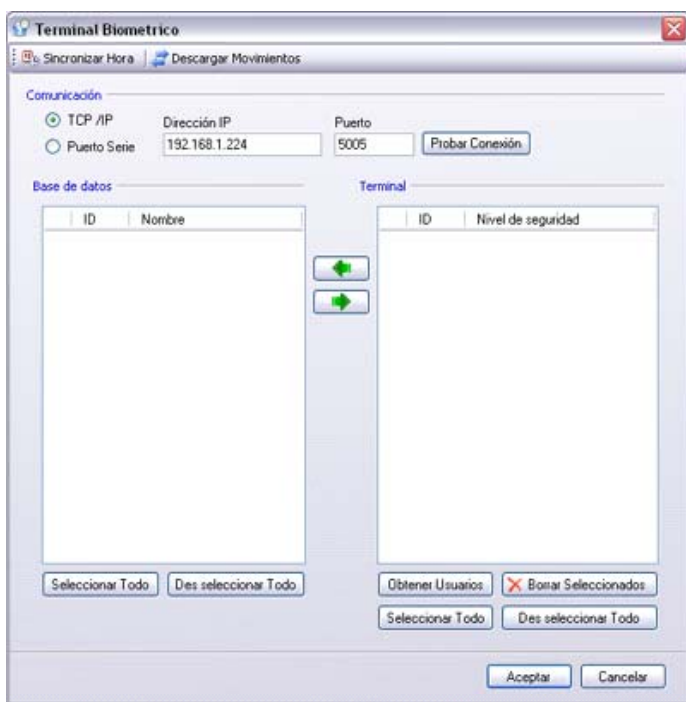 Terminal Biometrico
Sincronizar Hora Descargar Movimientos
Comunicación
TCP /IP Dirección IP Puerto
Puerto Serie 192.168.1.224 5005 Probar Conexión
Base de datos Terminal
ID Nombre ID Nivel de seguridad
Seleccionar Todo Des seleccionar Todo Obtener Usuarios Borrar Seleccionados
Seleccionar Todo Des seleccionar Todo
Aceptar Cancelar